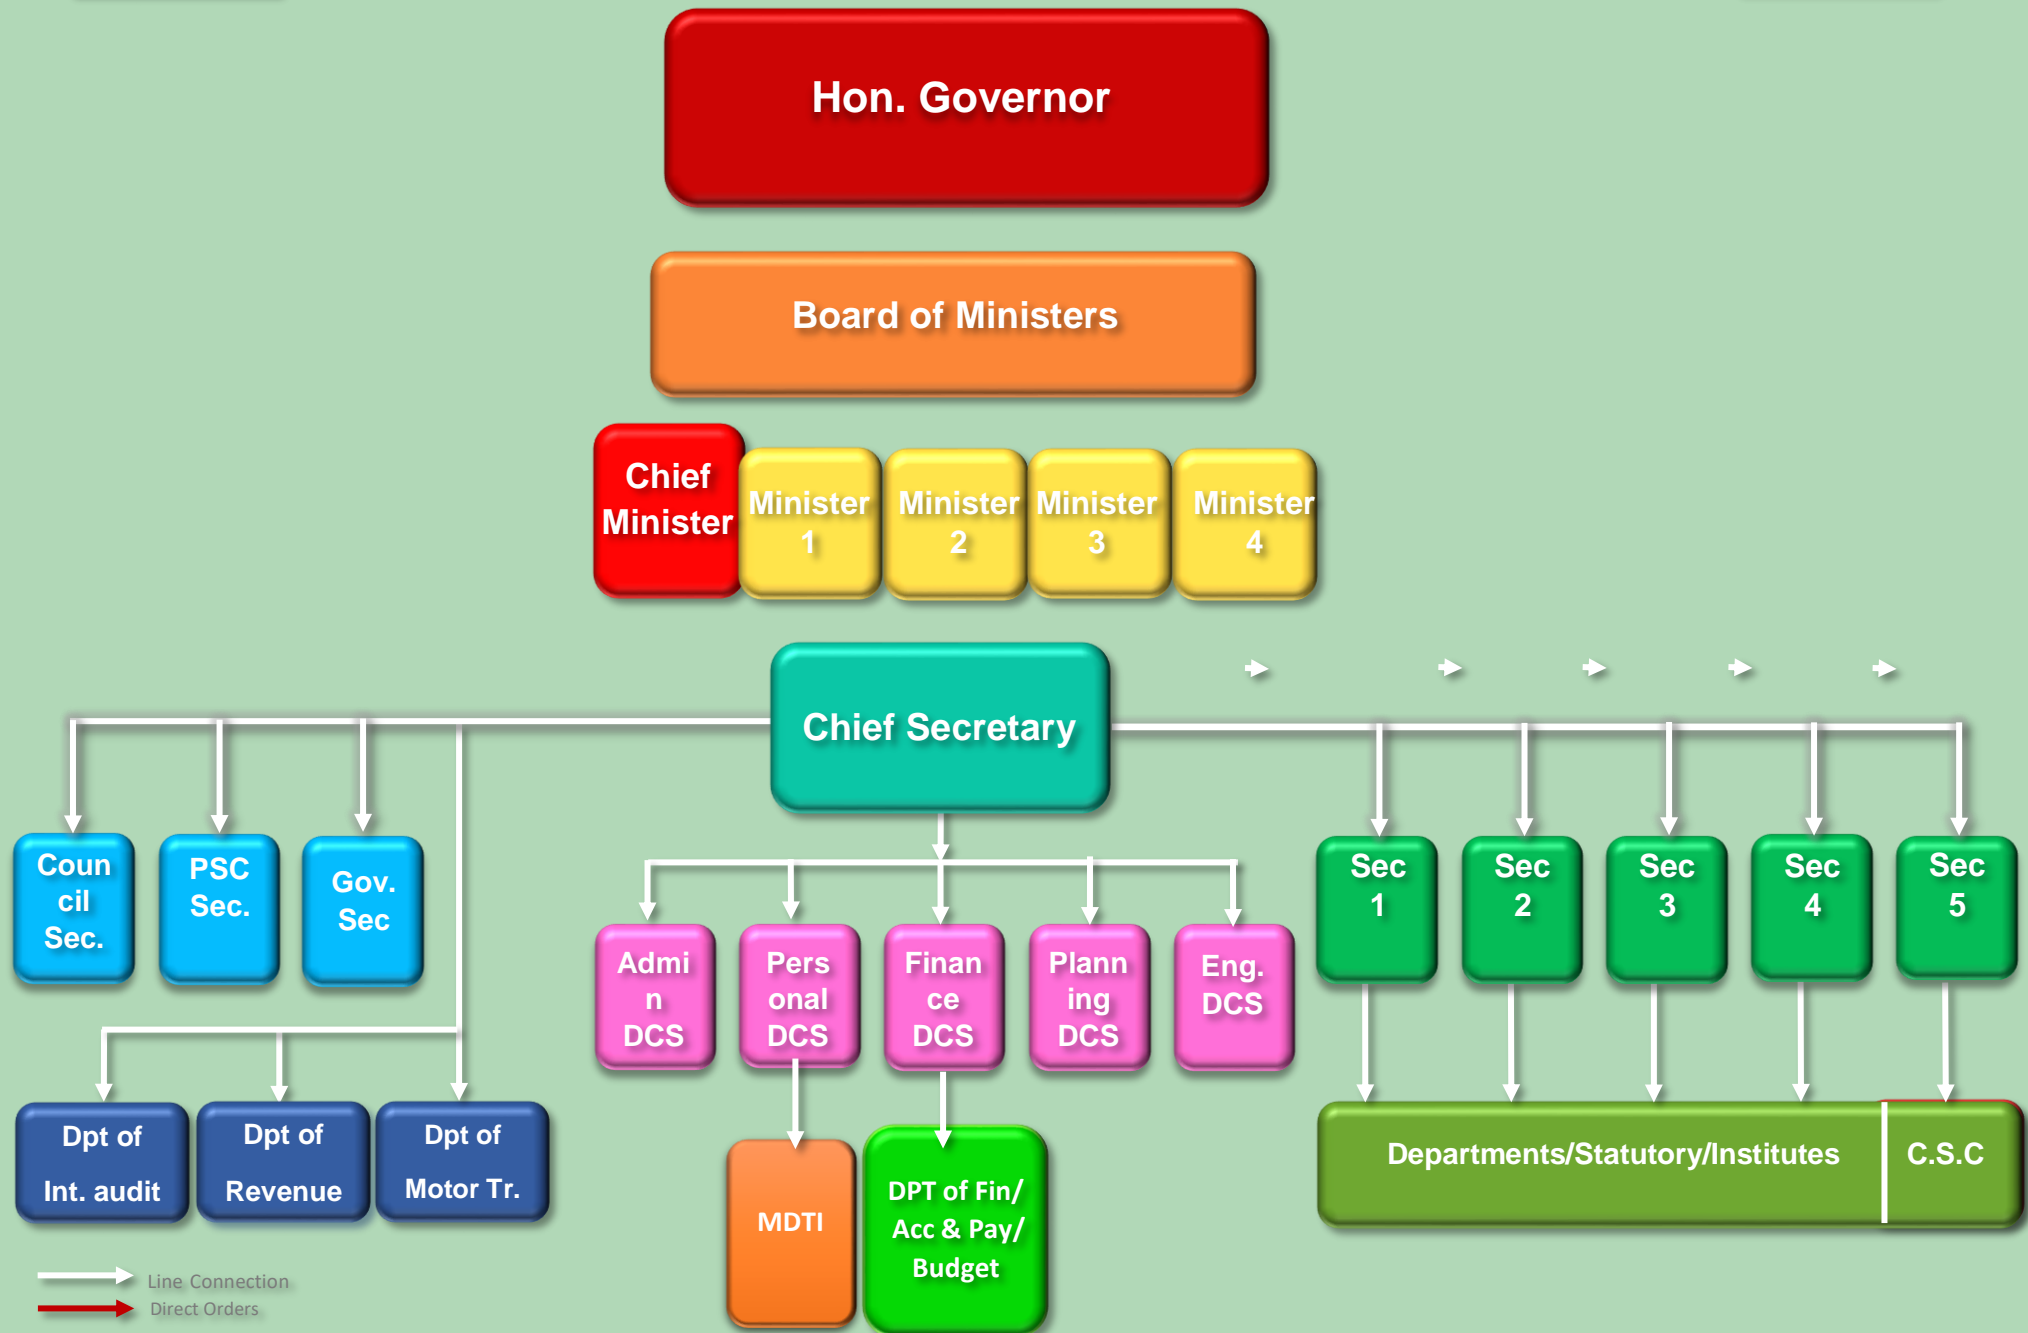 Hon. Governor
Board of Ministers
Chief
Minister
Minister
1
Minister
2
Minister
3
Minister
4
Chief Secretary
Coun
cil
Sec.
PSC
Sec.
Gov.
Sec
Admi
n
DCS
Pers
onal
DCS
Finan
ce
DCS
Plann
ing
DCS
Eng.
DCS
Sec
1
Sec
2
Sec
3
Sec
4
Sec
5
Dpt of
Int. audit
Dpt of
Revenue
Dpt of
Motor Tr.
MDTI
DPT of Fin/
Acc & Pay/
Budget
Departments/Statutory/Institutes
C.S.C
Line Connection
Direct Orders